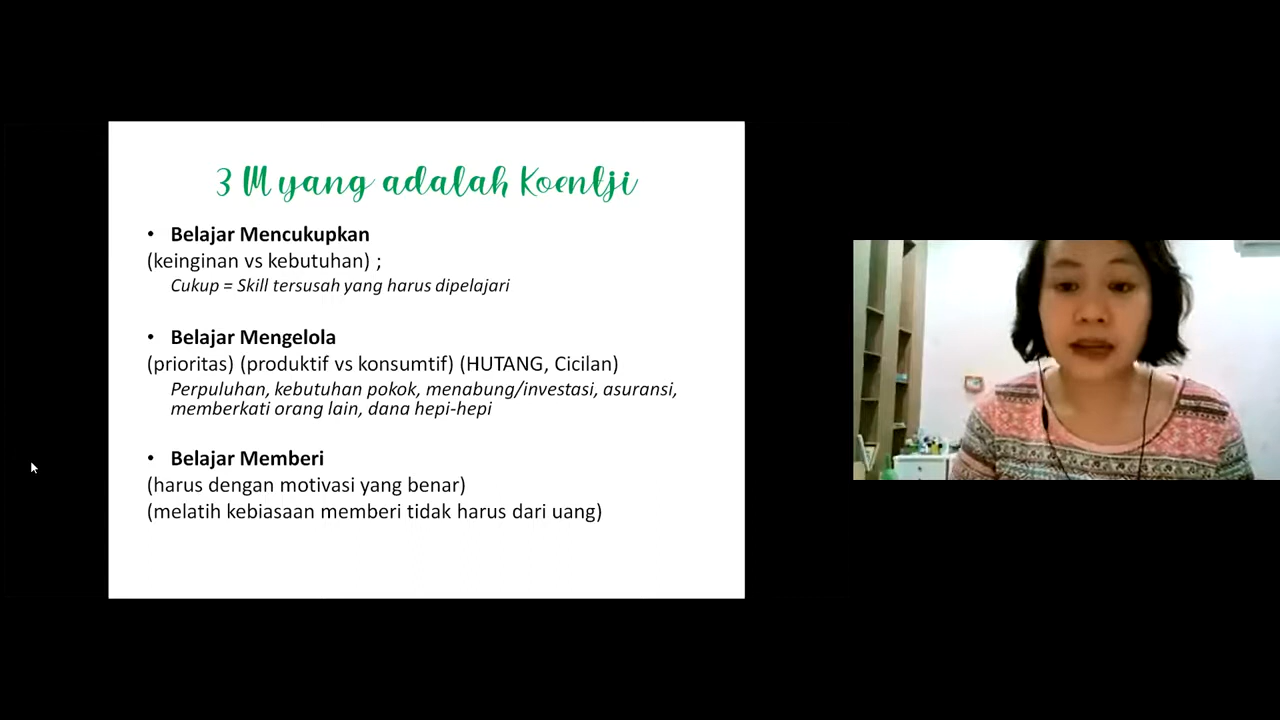 3 M yang adalah Koentji
• Belajar Mencukupkan
(keinginan vs kebutuhan) ;
Cukup = Skill tersusah yang harus dipelajari
• Belajar Mengelola
(prioritas) (produktif vs konsumtif) (HUTANG, Cicilan)
Perpuluhan, kebutuhan pokok, menabung/investasi, asuransi,
memberkati orang lain, dana hepi-hepi
• Belajar Memberi
(harus dengan motivasi yang benar)
(melatih kebiasaan memberi tidak harus dari uang)